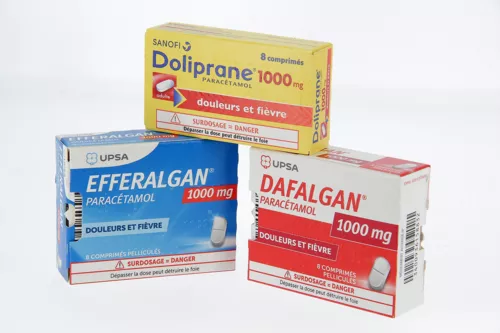 SANOFI
8 comprimés
Doliprane® 1000 mg
PARACÉTAMOL
adulte
douleurs et fièvre
SURDOSAGE = DANGER
Dépasser la dose peut détruire le foie
Doliprane 1000 mg
UPSA
EFFERALGAN®
1000 mg
PARACÉTAMOL
DOULEURS ET FIÈVRE
8 COMPRIMÉS PELLICULÉS
SURDOSAGE = DANGER
Dépasser la dose peut détruire le foie
UPSA
DAFALGAN®
PARACÉTAMOL
1000 mg
DOULEURS ET FIÈVRE
8 COMPRIMÉS
PELLICULÉS
SURDOSAGE = DANGER
Dépasser la dose peut détruire le foie